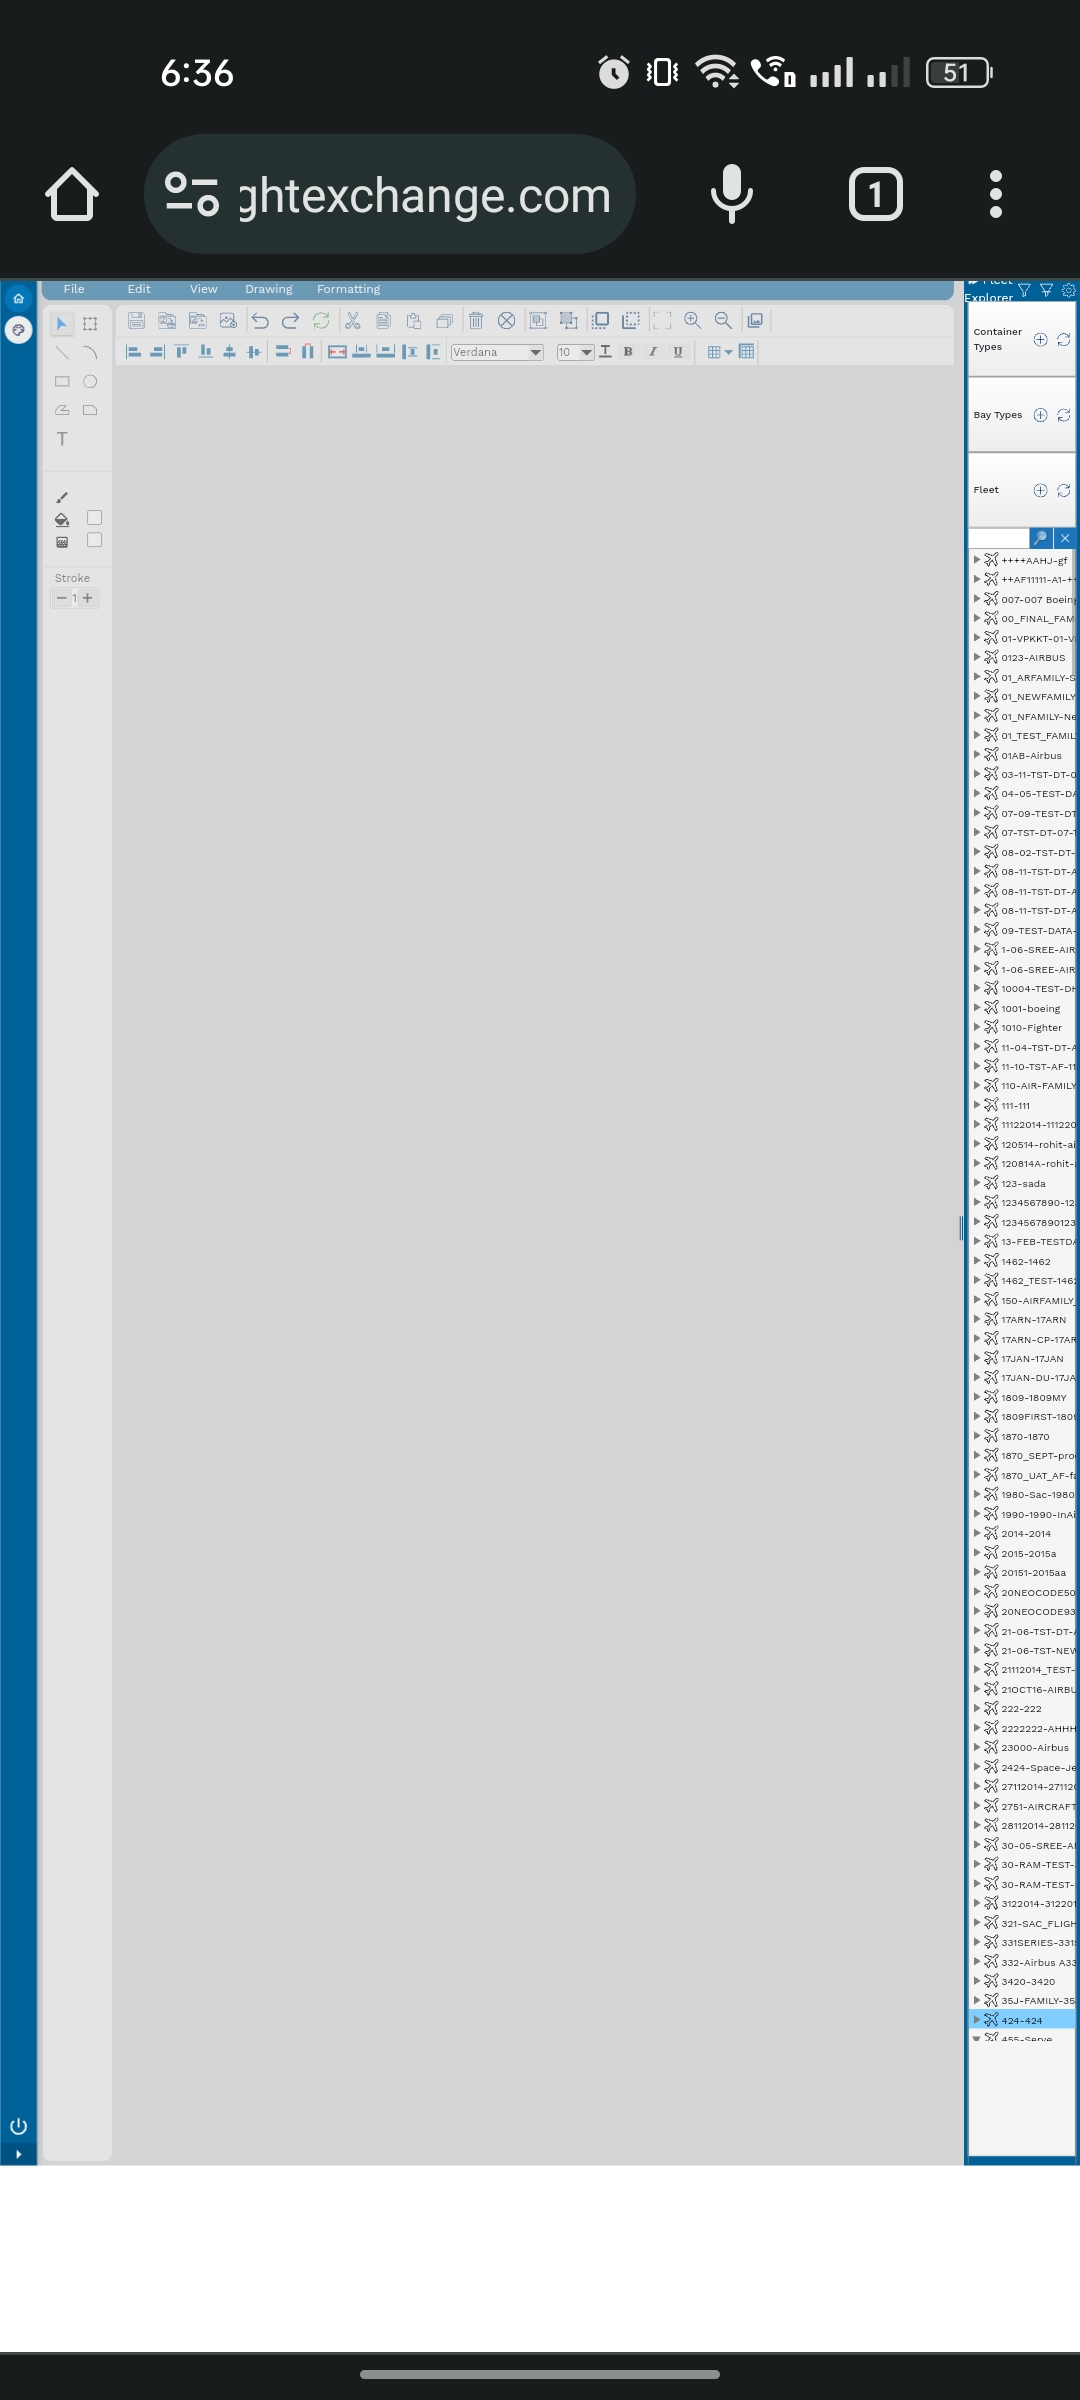 6:36
51
ghtexchange.com
1
File Edit View Drawing Formatting
Explorer
Container
Types
Verdana
10
T B I U
Bay Types
T
Fleet
Stroke
1
++++AAHJ-gf
++AF11111-A1-+
007-007 Boeing
00_FINAL_FAM
01-VPKKT-01-V
0123-AIRBUS
01_ARFAMILY-S
01_NEWFAMILY
01_NFAMILY-Ne
01_TEST_FAMIL
01AB-Airbus
03-11-TST-DT-0
04-05-TEST-DA
07-09-TEST-DT
07-TST-DT-07-T
08-02-TST-DT-
08-11-TST-DT-A
08-11-TST-DT-A
08-11-TST-DT-A
09-TEST-DATA-
1-06-SREE-AIR
1-06-SREE-AIR
10004-TEST-DH
1001-boeing
1010-Fighter
11-04-TST-DT-A
11-10-TST-AF-11
110-AIR-FAMILY
111-111
11122014-111220
120514-rohit-ai
120814A-rohit-
123-sada
1234567890-12
1234567890123
13-FEB-TESTDA
1462-1462
1462_TEST-1462
150-AIRFAMILY_
17ARN-17ARN
17ARN-CP-17AR
17JAN-17JAN
17JAN-DU-17JA
1809-1809MY
1809FIRST-1809
1870-1870
1870_SEPT-pro
1870_UAT_AF-fa
1980-Sac-1980
1990-1990-InAi
2014-2014
2015-2015a
20151-2015aa
20NEOCODE50
20NEOCODE93
21-06-TST-DT-A
21-06-TST-NEW
21112014_TEST-
21OCT16-AIRBU
222-222
2222222-AHHH
23000-Airbus
2424-Space-Je
27112014-271120
2751-AIRCRAFT
28112014-28112
30-05-SREE-AI
30-RAM-TEST-
30-RAM-TEST-
3122014-312201
321-SAC_FLIGH
331SERIES-331S
332-Airbus A33
3420-3420
35J-FAMILY-35
424-424
455-Serve